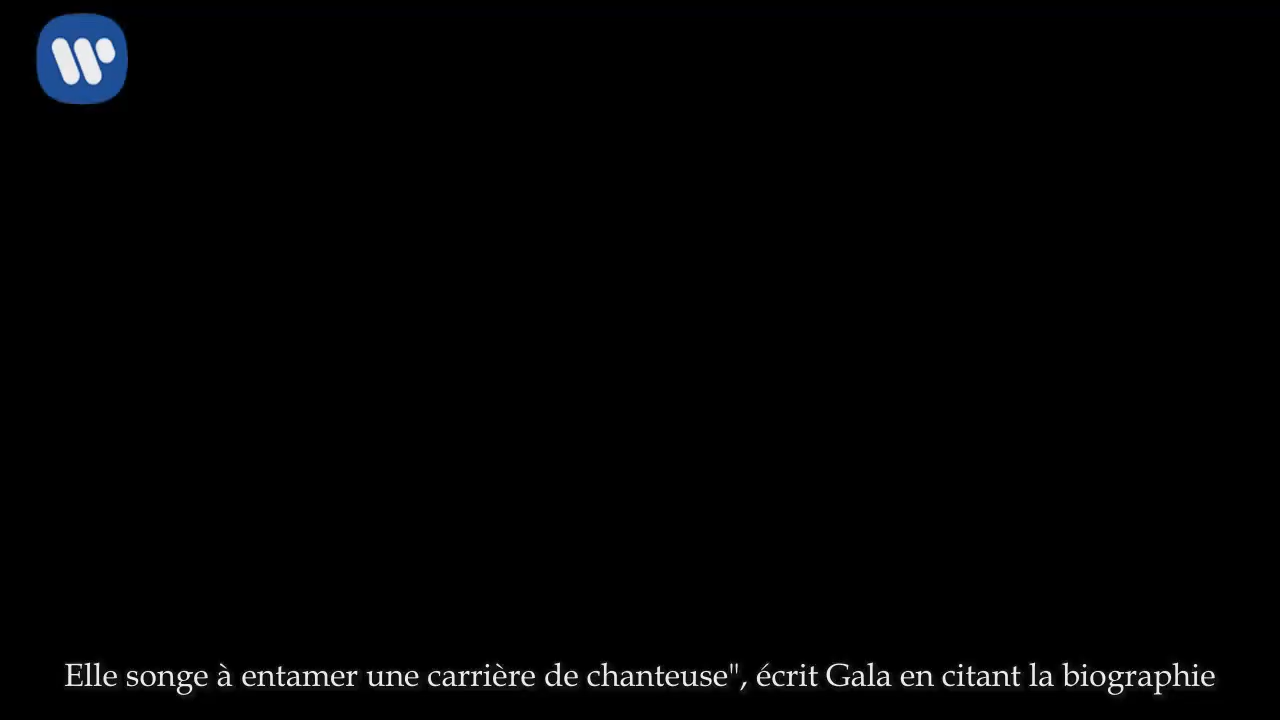 Elle songe à entamer une carrière de chanteuse", écrit Gala en citant la biographie